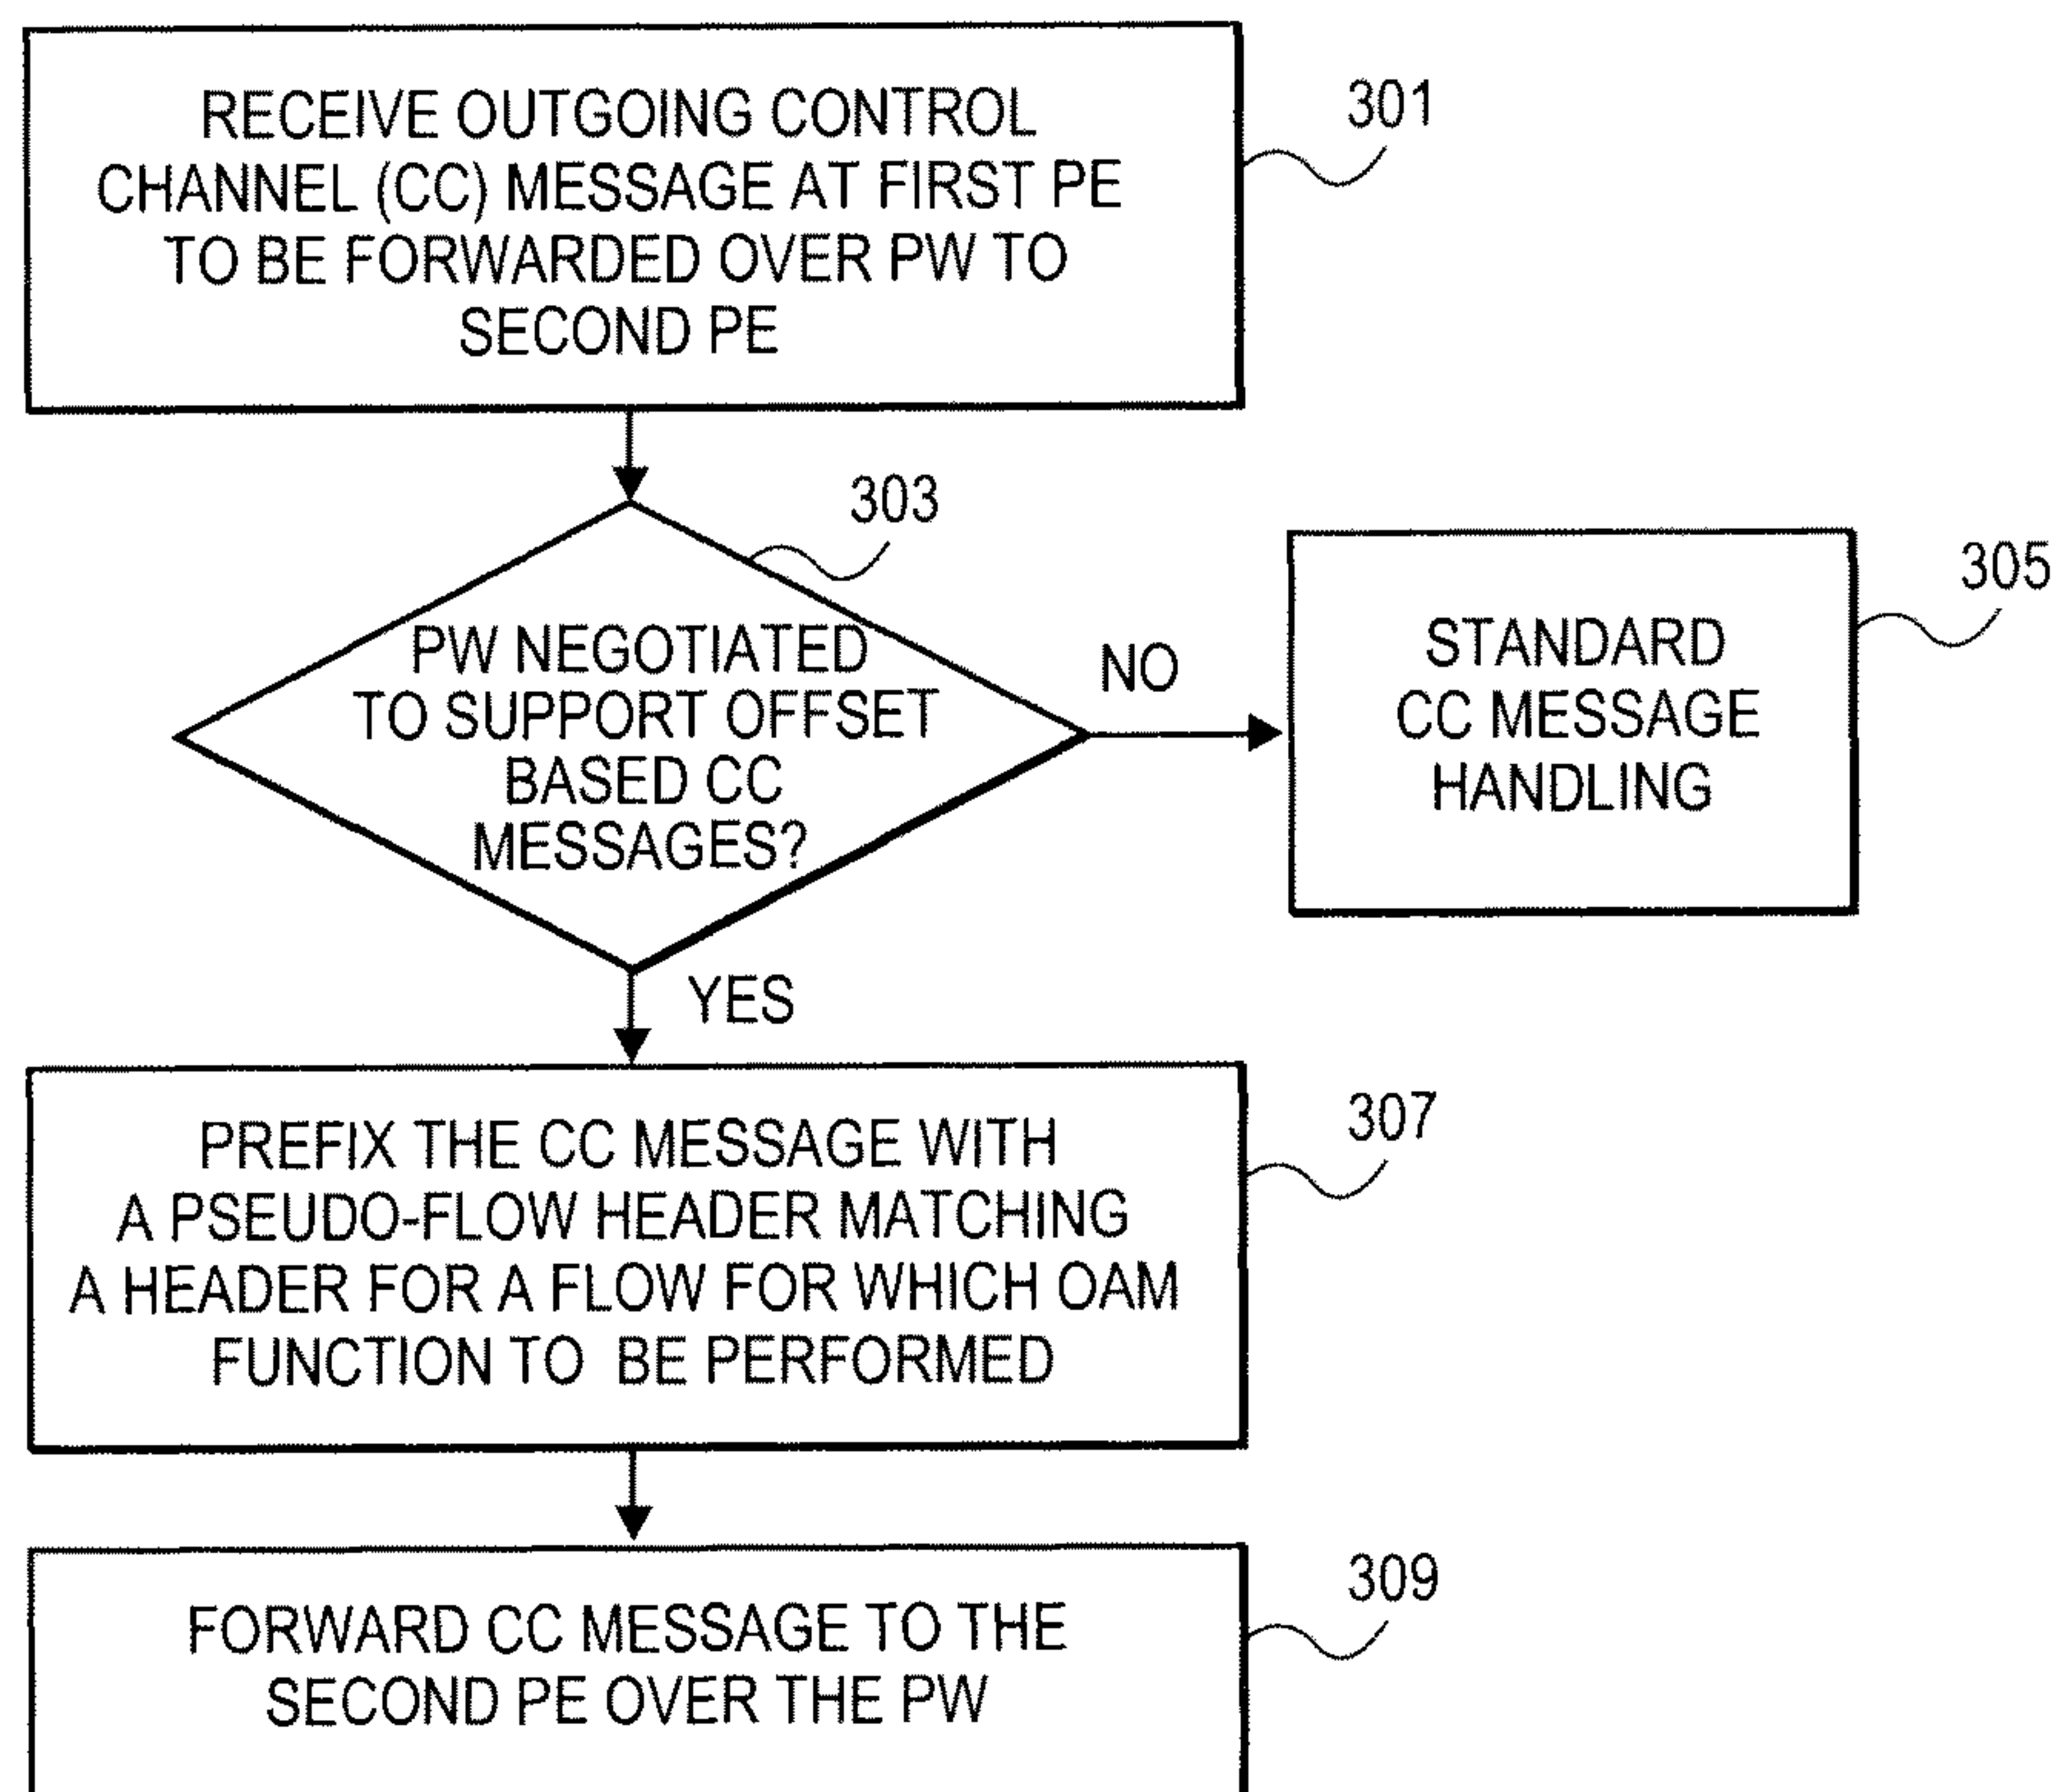 RECEIVE OUTGOING CONTROL
CHANNEL (CC) MESSAGE AT FIRST PE
TO BE FORWARDED OVER PW TO
SECOND PE
301
303
PW NEGOTIATED
TO SUPPORT OFFSET
BASED CC
MESSAGES?
NO
305
STANDARD
CC MESSAGE
HANDLING
YES
PREFIX THE CC MESSAGE WITH
A PSEUDO-FLOW HEADER MATCHING
A HEADER FOR A FLOW FOR WHICH OAM
FUNCTION TO BE PERFORMED
307
FORWARD CC MESSAGE TO THE
SECOND PE OVER THE PW
309